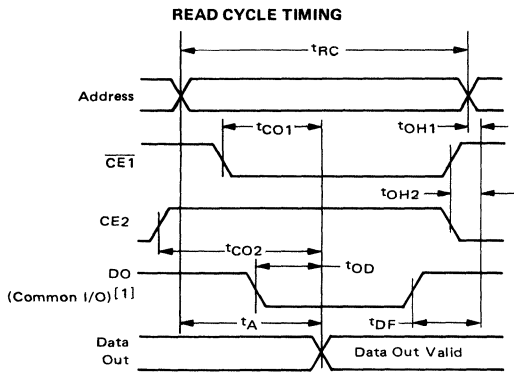 READ CYCLE TIMING
tRC
Address
tCO1
tOH1
CE1
tOH2
CE2
tCO2
DO
(Common I/O)[1]
tOD
tA
tDF
Data
Out
Data Out Valid